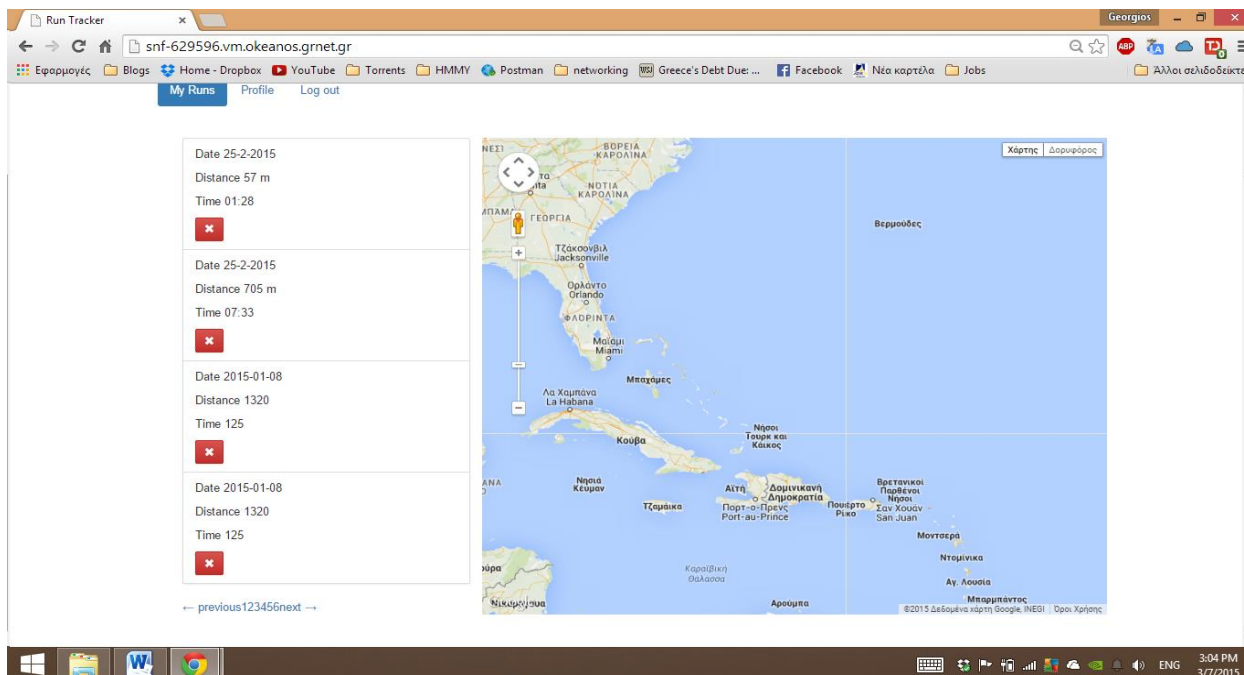 Run Tracker
Georgios
snf-629596.vm.okeanos.grnet.gr
Εφαρμογές Blogs Home - Dropbox YouTube Torrents HMMY Postman networking WSJ Greece's Debt Due: ... Facebook Νέα καρτέλα Jobs Άλλοι σελιδοδείκτε
My Runs Profile Log out
Date 25-2-2015
Distance 57 m
Time 01:28
Date 25-2-2015
Distance 705 m
Time 07:33
Date 2015-01-08
Distance 1320
Time 125
Date 2015-01-08
Distance 1320
Time 125
← previous123456next →
Χάρτης Δορυφόρος
ΝΕΣΙ
ΒΟΡΕΙΑ
ΚΑΡΟΛΙΝΑ
ΝΟΤΙΑ
ΚΑΡΟΛΙΝΑ
ΓΕΩΡΓΙΑ
Βερμούδες
Τζάκσονβιλ
Jacksonville
Ορλάντο
Orlando
ΦΛΟΡΙΝΤΑ
Μαϊάμι
Miami
Μπαχάμες
Λα Χαμπάνα
La Habana
Κούβα
Νήσοι
Τουρκ και
Κάικος
Νησιά
Κέυμαν
Τζαμάικα
Αϊτή
Πορτ-ο-Πρενς
Port-au-Prince
Δομινικανή
Δημοκρατία
Πουέρτο
Ρίκο
Βρετανικοί
Παρθένοι
Νήσοι
Σαν Χουάν
San Juan
Μοντσερά
Ντομίνικα
Αγ. Λουσία
Μπαρμπάντος
Καραϊβική
Θάλασσα
Αρούμπα
Νικαράγουα
©2015 Δεδομένα χάρτη Google, INEGI Όροι Χρήσης
ENG
3:04 PM
3/7/2015